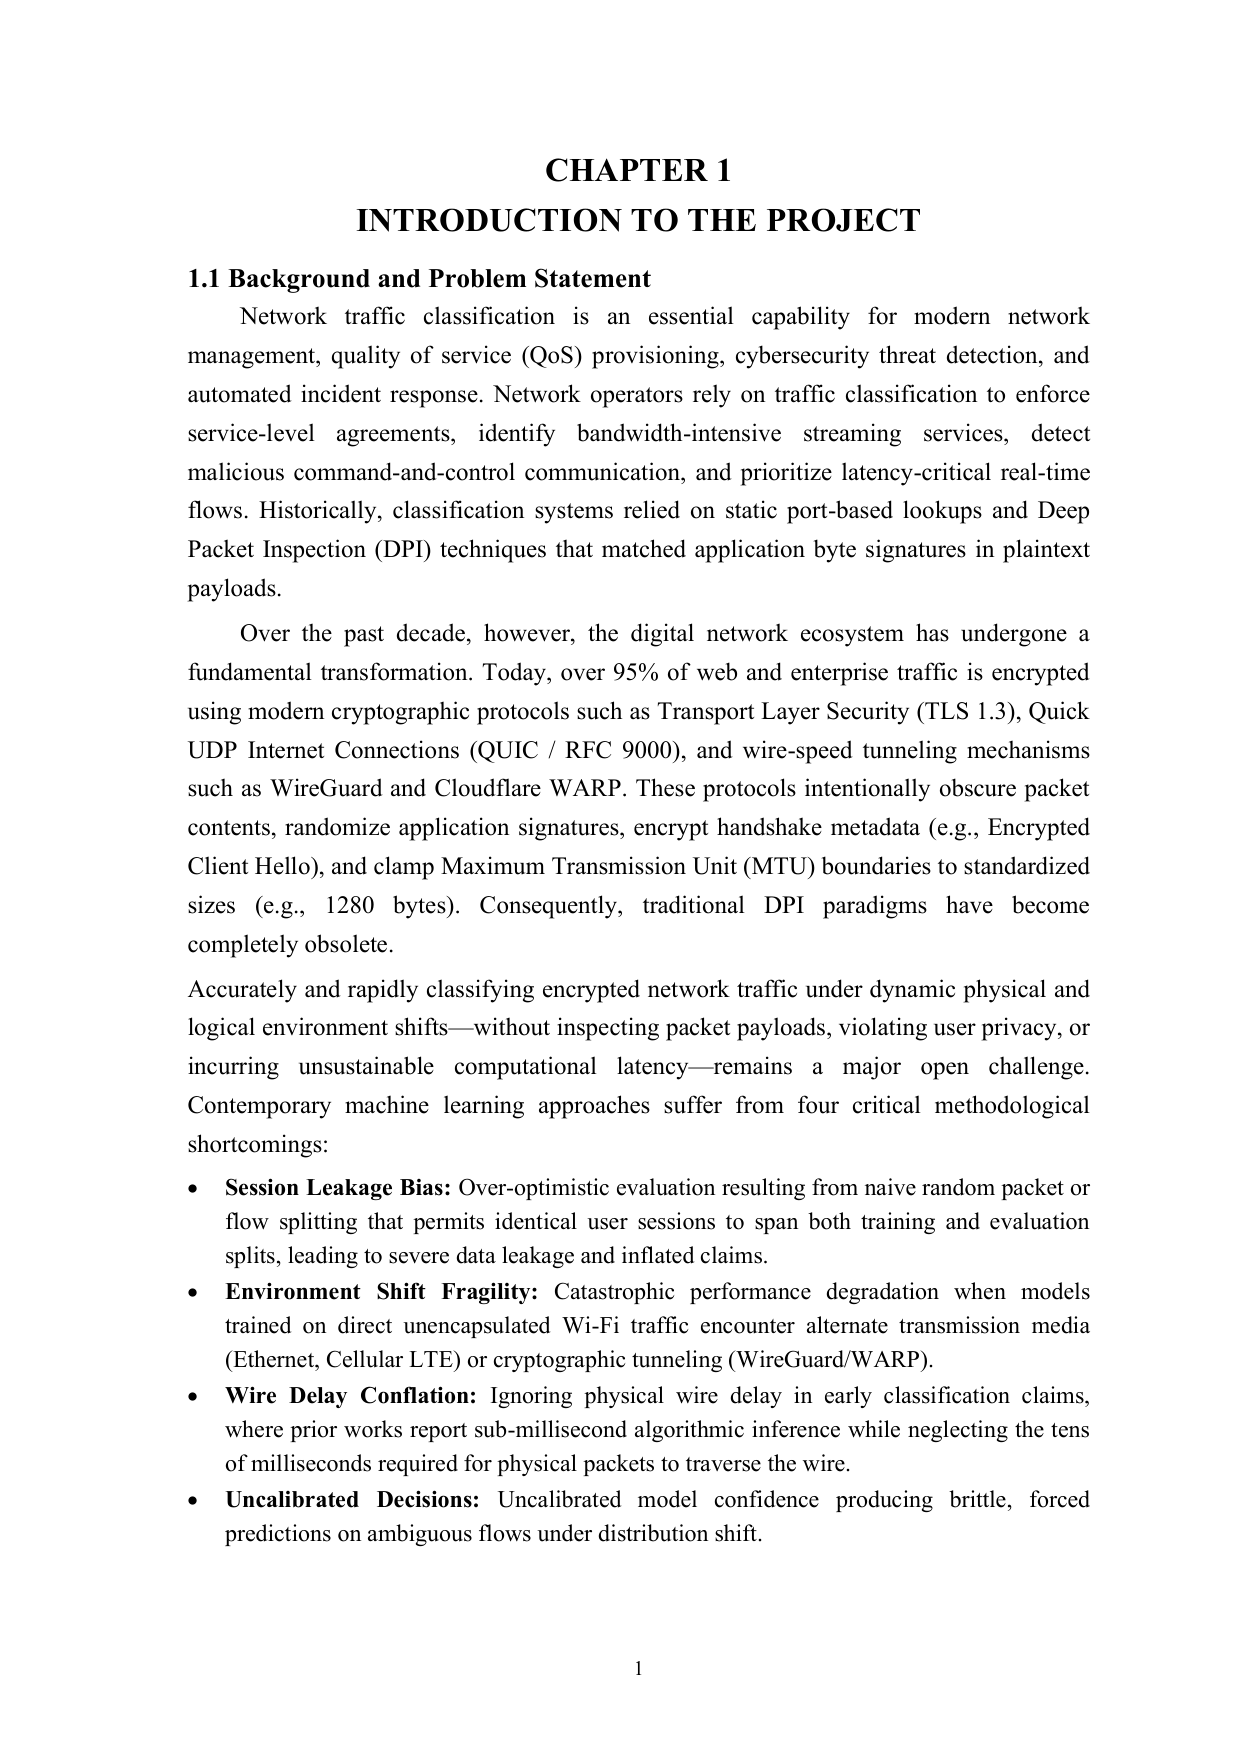 CHAPTER 1
INTRODUCTION TO THE PROJECT
1.1 Background and Problem Statement
Network traffic classification is an essential capability for modern network
management, quality of service (QoS) provisioning, cybersecurity threat detection, and
automated incident response. Network operators rely on traffic classification to enforce
service-level agreements, identify bandwidth-intensive streaming services, detect
malicious command-and-control communication, and prioritize latency-critical real-time
flows. Historically, classification systems relied on static port-based lookups and Deep
Packet Inspection (DPI) techniques that matched application byte signatures in plaintext
payloads.
Over the past decade, however, the digital network ecosystem has undergone a
fundamental transformation. Today, over 95% of web and enterprise traffic is encrypted
using modern cryptographic protocols such as Transport Layer Security (TLS 1.3), Quick
UDP Internet Connections (QUIC / RFC 9000), and wire-speed tunneling mechanisms
such as WireGuard and Cloudflare WARP. These protocols intentionally obscure packet
contents, randomize application signatures, encrypt handshake metadata (e.g., Encrypted
Client Hello), and clamp Maximum Transmission Unit (MTU) boundaries to standardized
sizes (e.g., 1280 bytes). Consequently, traditional DPI paradigms have become
completely obsolete.
Accurately and rapidly classifying encrypted network traffic under dynamic physical and
logical environment shifts—without inspecting packet payloads, violating user privacy, or
incurring unsustainable computational latency—remains a major open challenge.
Contemporary machine learning approaches suffer from four critical methodological
shortcomings:
• Session Leakage Bias: Over-optimistic evaluation resulting from naive random packet or
flow splitting that permits identical user sessions to span both training and evaluation
splits, leading to severe data leakage and inflated claims.
• Environment Shift Fragility: Catastrophic performance degradation when models
trained on direct unencapsulated Wi-Fi traffic encounter alternate transmission media
(Ethernet, Cellular LTE) or cryptographic tunneling (WireGuard/WARP).
• Wire Delay Conflation: Ignoring physical wire delay in early classification claims,
where prior works report sub-millisecond algorithmic inference while neglecting the tens
of milliseconds required for physical packets to traverse the wire.
• Uncalibrated Decisions: Uncalibrated model confidence producing brittle, forced
predictions on ambiguous flows under distribution shift.
1